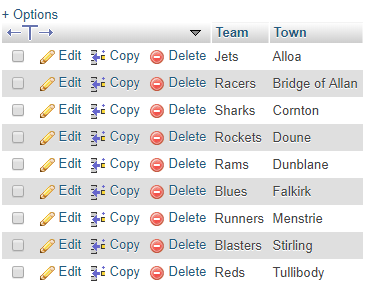 + Options
←T→ Team Town
Edit Copy Delete Jets Alloa
Edit Copy Delete Racers Bridge of Allan
Edit Copy Delete Sharks Cornton
Edit Copy Delete Rockets Doune
Edit Copy Delete Rams Dunblane
Edit Copy Delete Blues Falkirk
Edit Copy Delete Runners Menstrie
Edit Copy Delete Blasters Stirling
Edit Copy Delete Reds Tullibody